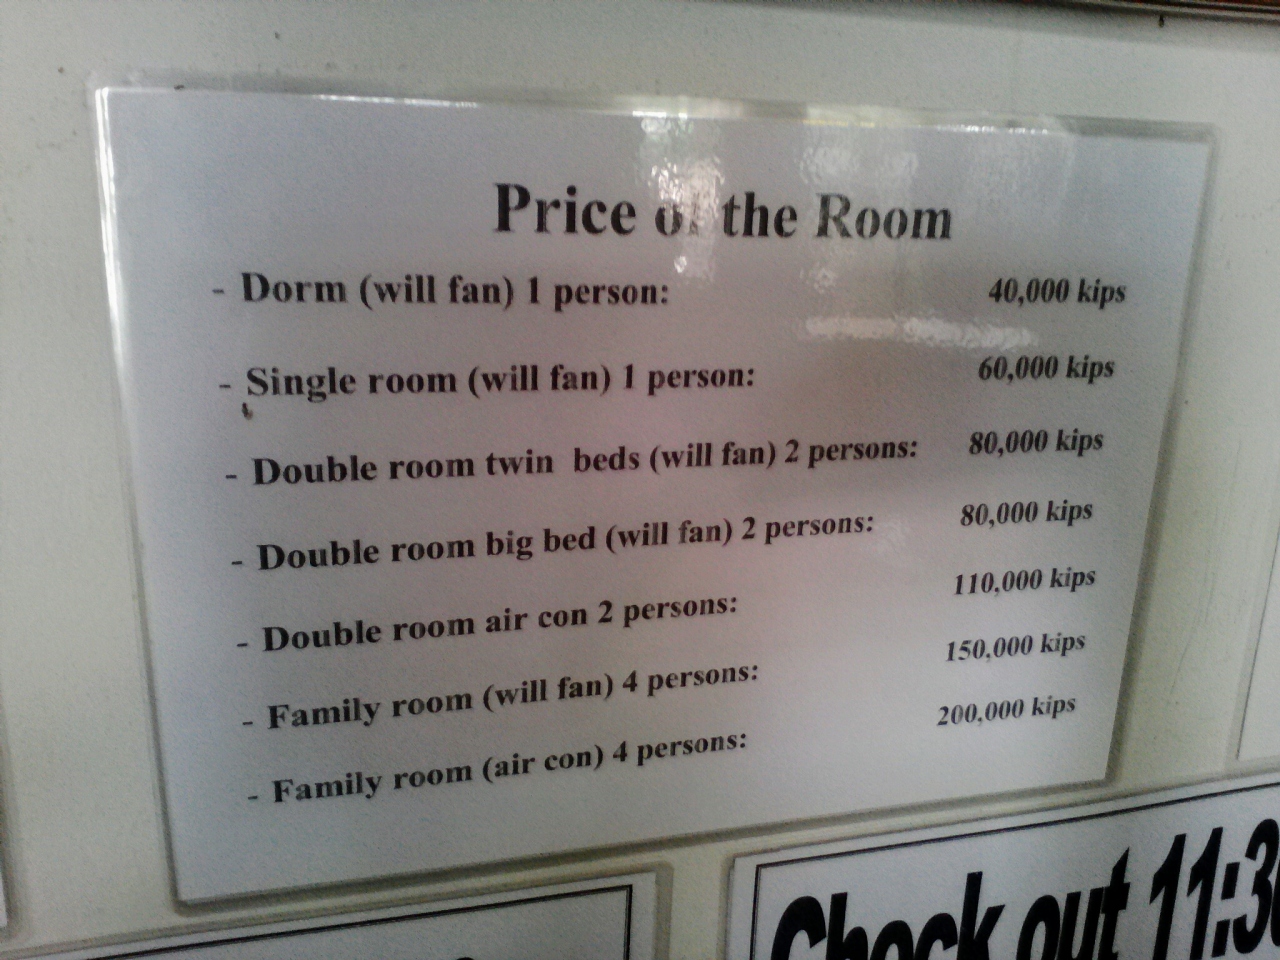 Price of the Room
- Dorm (will fan) 1 person: 40,000 kips
- Single room (will fan) 1 person: 60,000 kips
- Double room twin beds (will fan) 2 persons: 80,000 kips
- Double room big bed (will fan) 2 persons: 80,000 kips
- Double room air con 2 persons: 110,000 kips
- Family room (will fan) 4 persons: 150,000 kips
- Family room (air con) 4 persons: 200,000 kips
Check out 11:30